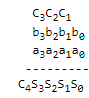 C₃C₂C₁
b₃b₂b₁b₀
a₃a₂a₁a₀
---------
C₄S₃S₂S₁S₀